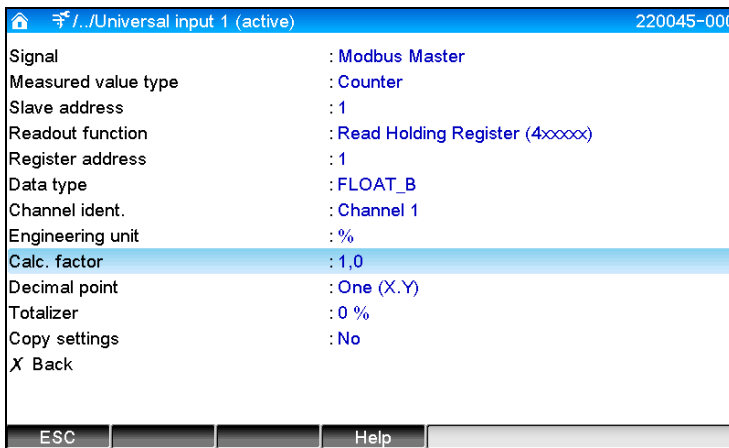 /../Universal input 1 (active) 220045-000
Signal : Modbus Master
Measured value type : Counter
Slave address : 1
Readout function : Read Holding Register (4xxxxx)
Register address : 1
Data type : FLOAT_B
Channel ident. : Channel 1
Engineering unit : %
Calc. factor : 1,0
Decimal point : One (X.Y)
Totalizer : 0 %
Copy settings : No
X Back
ESC Help